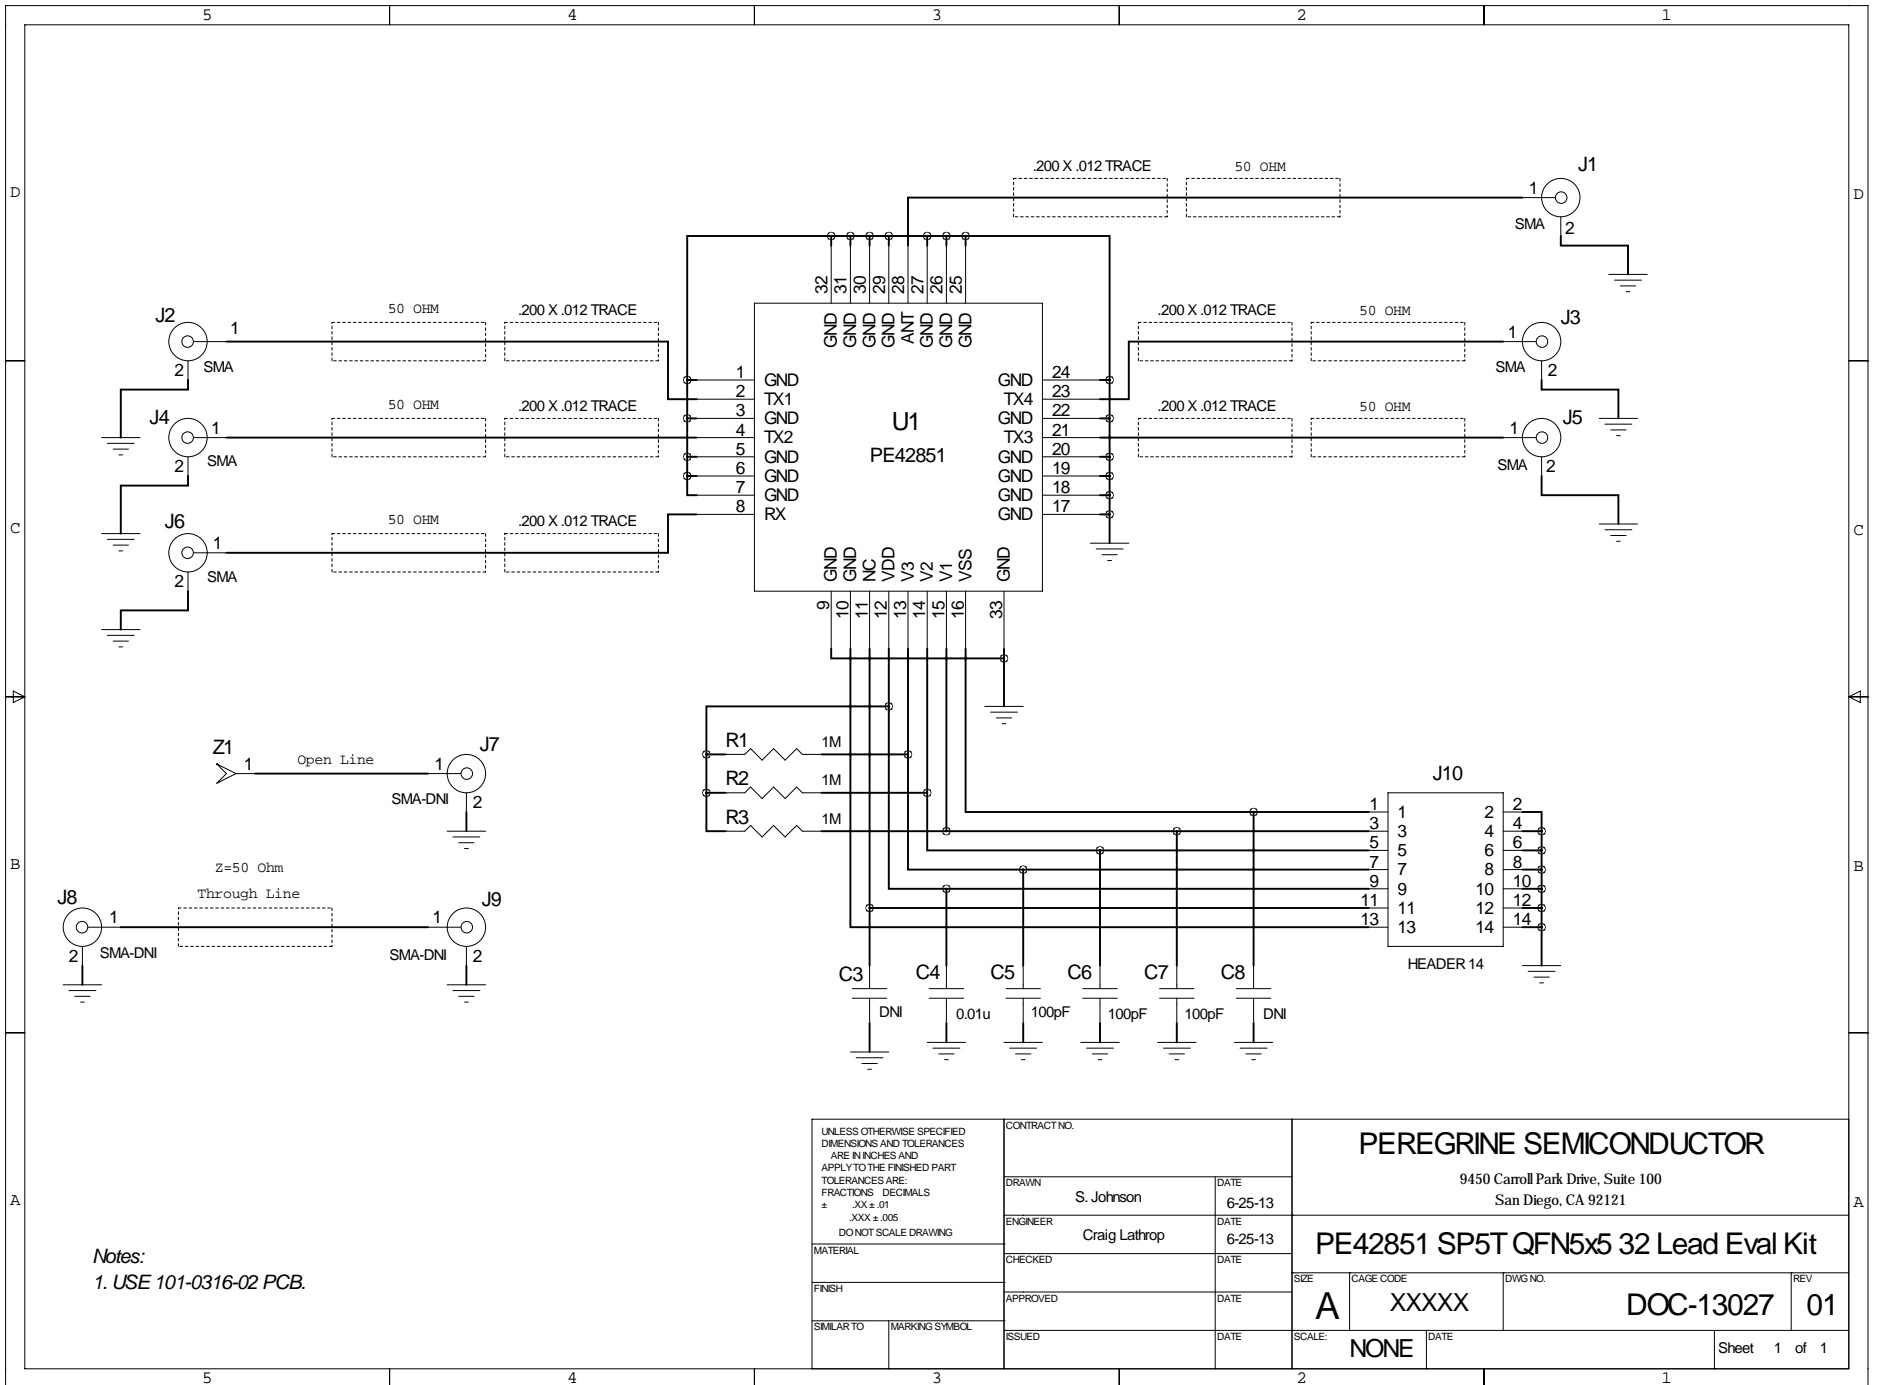 5 4 3 2 1
D D
C C
B B
A A
.200 X .012 TRACE 50 OHM
J1
1
SMA 2
32 31 30 29 28 27 26 25
GND GND GND GND ANT GND GND GND
J2 1 50 OHM .200 X .012 TRACE
2 SMA
J4 1 50 OHM .200 X .012 TRACE
2 SMA
J6 1 50 OHM .200 X .012 TRACE
2 SMA
1 GND
2 TX1
3 GND
4 TX2
5 GND
6 GND
7 GND
8 RX
U1
PE42851
GND 24
TX4 23
GND 22
TX3 21
GND 20
GND 19
GND 18
GND 17
.200 X .012 TRACE 50 OHM 1 J3
SMA 2
.200 X .012 TRACE 50 OHM 1 J5
SMA 2
GND GND NC VDD V3 V2 V1 VSS GND
9 10 11 12 13 14 15 16 33
R1 1M
R2 1M
R3 1M
Z1 1 Open Line 1 J7
SMA-DNI 2
Z=50 Ohm
Through Line
J8 1 1 J9
2 SMA-DNI SMA-DNI 2
J10
1 1 2 2
3 3 4 4
5 5 6 6
7 7 8 8
9 9 10 10
11 11 12 12
13 13 14 14
HEADER 14
C3 C4 C5 C6 C7 C8
DNI 0.01u 100pF 100pF 100pF DNI
Notes:
1. USE 101-0316-02 PCB.
UNLESS OTHERWISE SPECIFIED
DIMENSIONS AND TOLERANCES
ARE IN INCHES AND
APPLY TO THE FINISHED PART
TOLERANCES ARE:
FRACTIONS DECIMALS
± .XX ± .01
.XXX ± .005
DO NOT SCALE DRAWING
MATERIAL
FINISH
SIMILAR TO MARKING SYMBOL
CONTRACT NO.
DRAWN S. Johnson DATE 6-25-13
ENGINEER Craig Lathrop DATE 6-25-13
CHECKED DATE
APPROVED DATE
ISSUED DATE
PEREGRINE SEMICONDUCTOR
9450 Carroll Park Drive, Suite 100
San Diego, CA 92121
PE42851 SP5T QFN5x5 32 Lead Eval Kit
SIZE A CAGE CODE XXXXX DWG NO. DOC-13027 REV 01
SCALE: NONE DATE Sheet 1 of 1
5 4 3 2 1